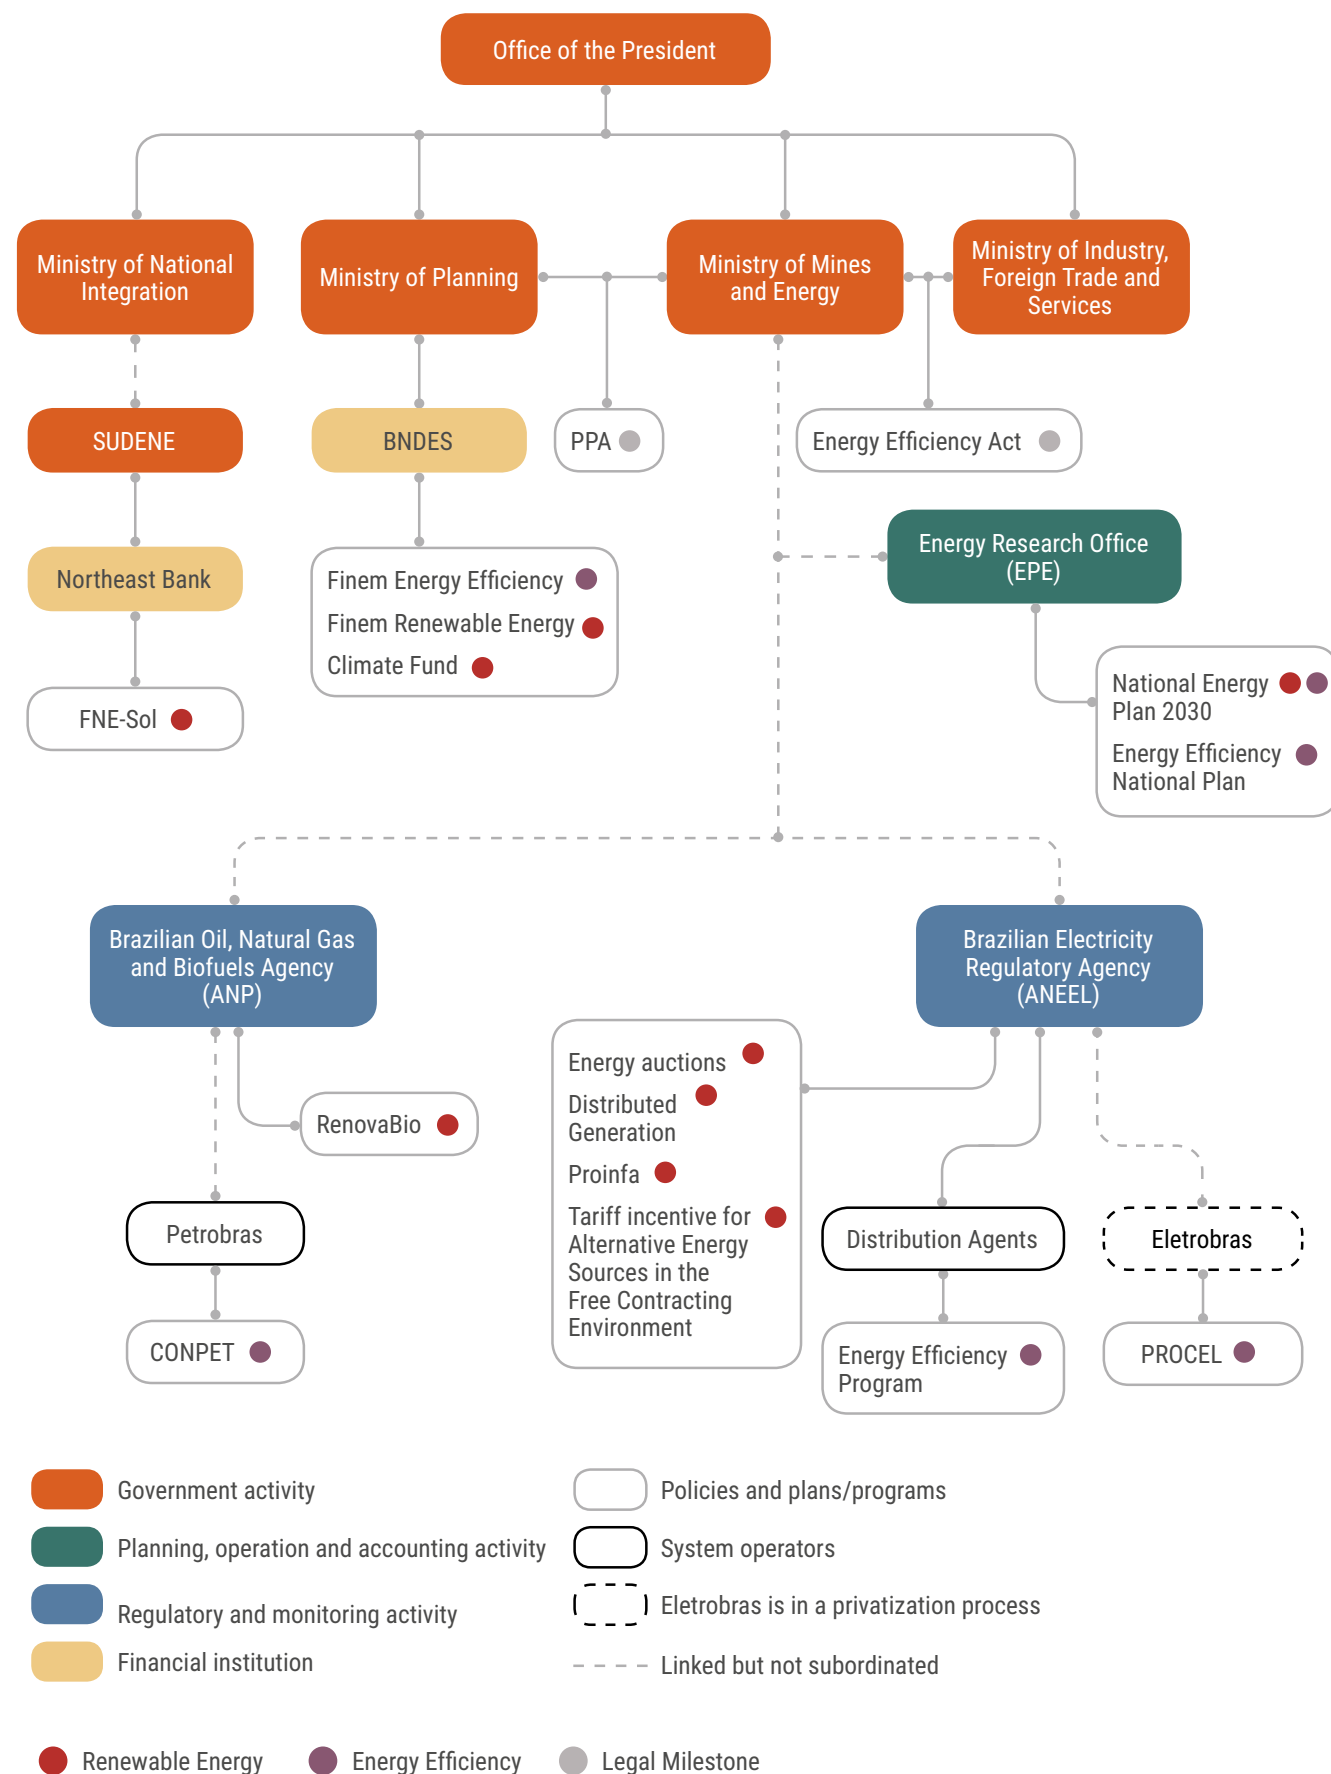 Office of the President
Ministry of National
Integration
Ministry of Planning
Ministry of Mines
and Energy
Ministry of Industry,
Foreign Trade and
Services
SUDENE
BNDES
PPA
Energy Efficiency Act
Northeast Bank
Finem Energy Efficiency
Finem Renewable Energy
Climate Fund
FNE-Sol
Energy Research Office
(EPE)
National Energy
Plan 2030
Energy Efficiency
National Plan
Brazilian Oil, Natural Gas
and Biofuels Agency
(ANP)
Brazilian Electricity
Regulatory Agency
(ANEEL)
RenovaBio
Petrobras
CONPET
Energy auctions
Distributed
Generation
Proinfa
Tariff incentive for
Alternative Energy
Sources in the
Free Contracting
Environment
Distribution Agents
Eletrobras
Energy Efficiency
Program
PROCEL
Government activity
Planning, operation and accounting activity
Regulatory and monitoring activity
Financial institution
Policies and plans/programs
System operators
Eletrobras is in a privatization process
Linked but not subordinated
Renewable Energy
Energy Efficiency
Legal Milestone